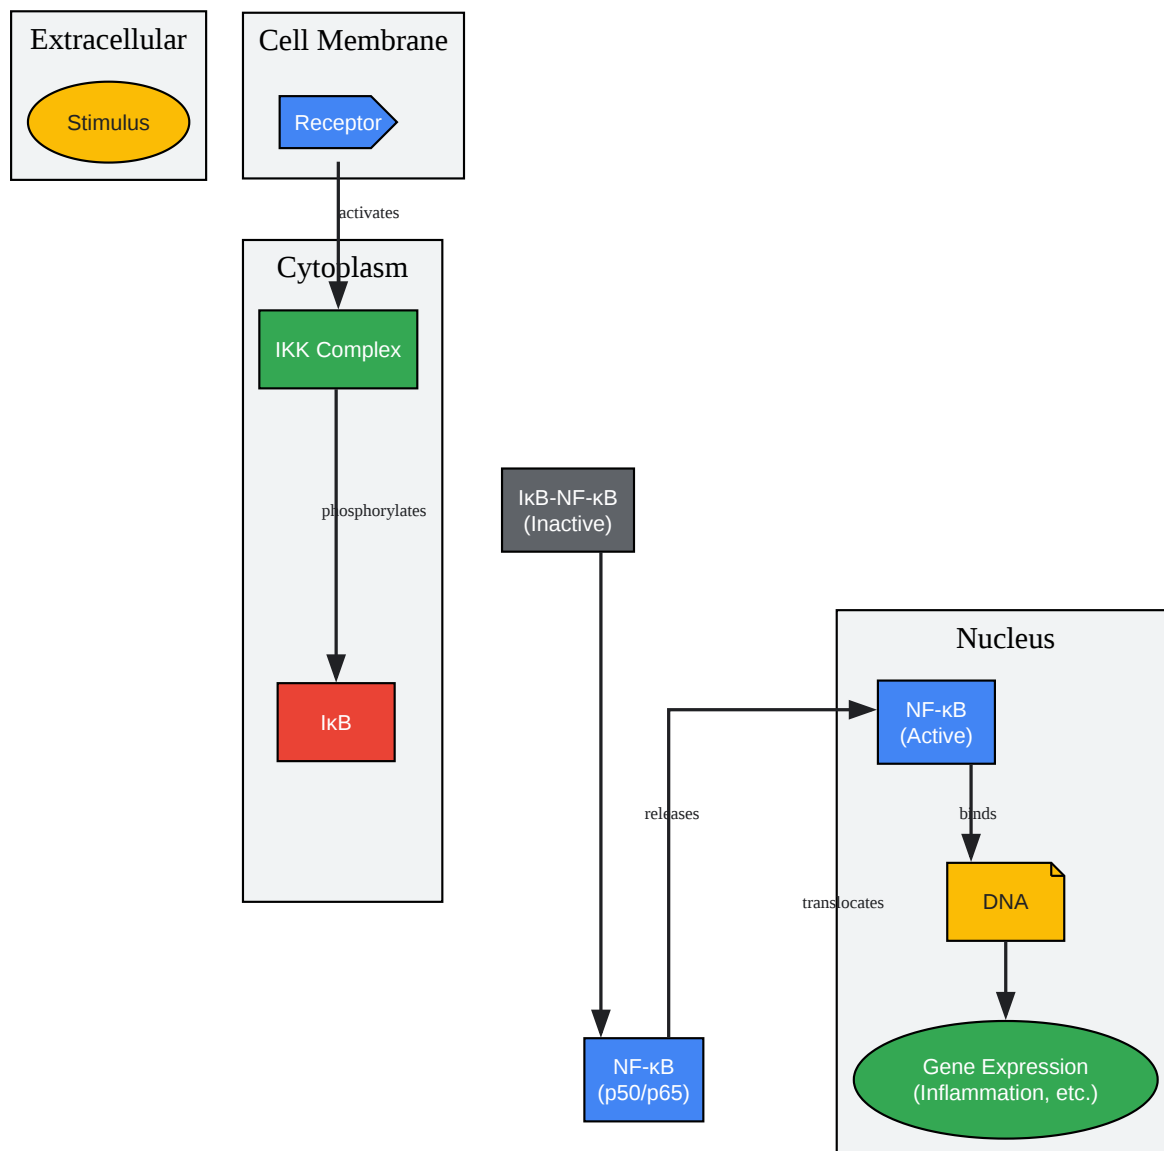 Extracellular
Stimulus
Cell Membrane
Receptor
activates
Cytoplasm
IKK Complex
phosphorylates
IκB
IκB-NF-κB
(Inactive)
releases
NF-κB
(p50/p65)
translocates
Nucleus
NF-κB
(Active)
binds
DNA
Gene Expression
(Inflammation, etc.)